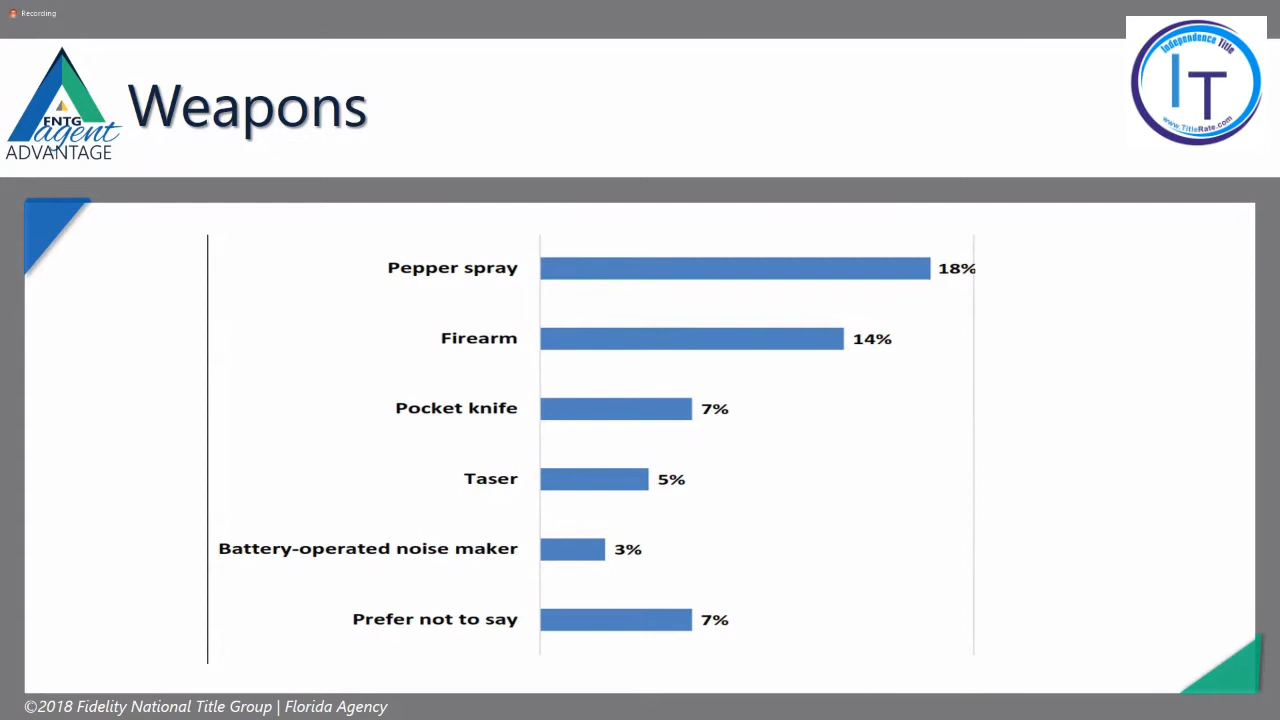 Recording
FNTG
agent
ADVANTAGE
Weapons
Independence Title
IT
www.TitleRate.com
Pepper spray 18%
Firearm 14%
Pocket knife 7%
Taser 5%
Battery-operated noise maker 3%
Prefer not to say 7%
©2018 Fidelity National Title Group | Florida Agency